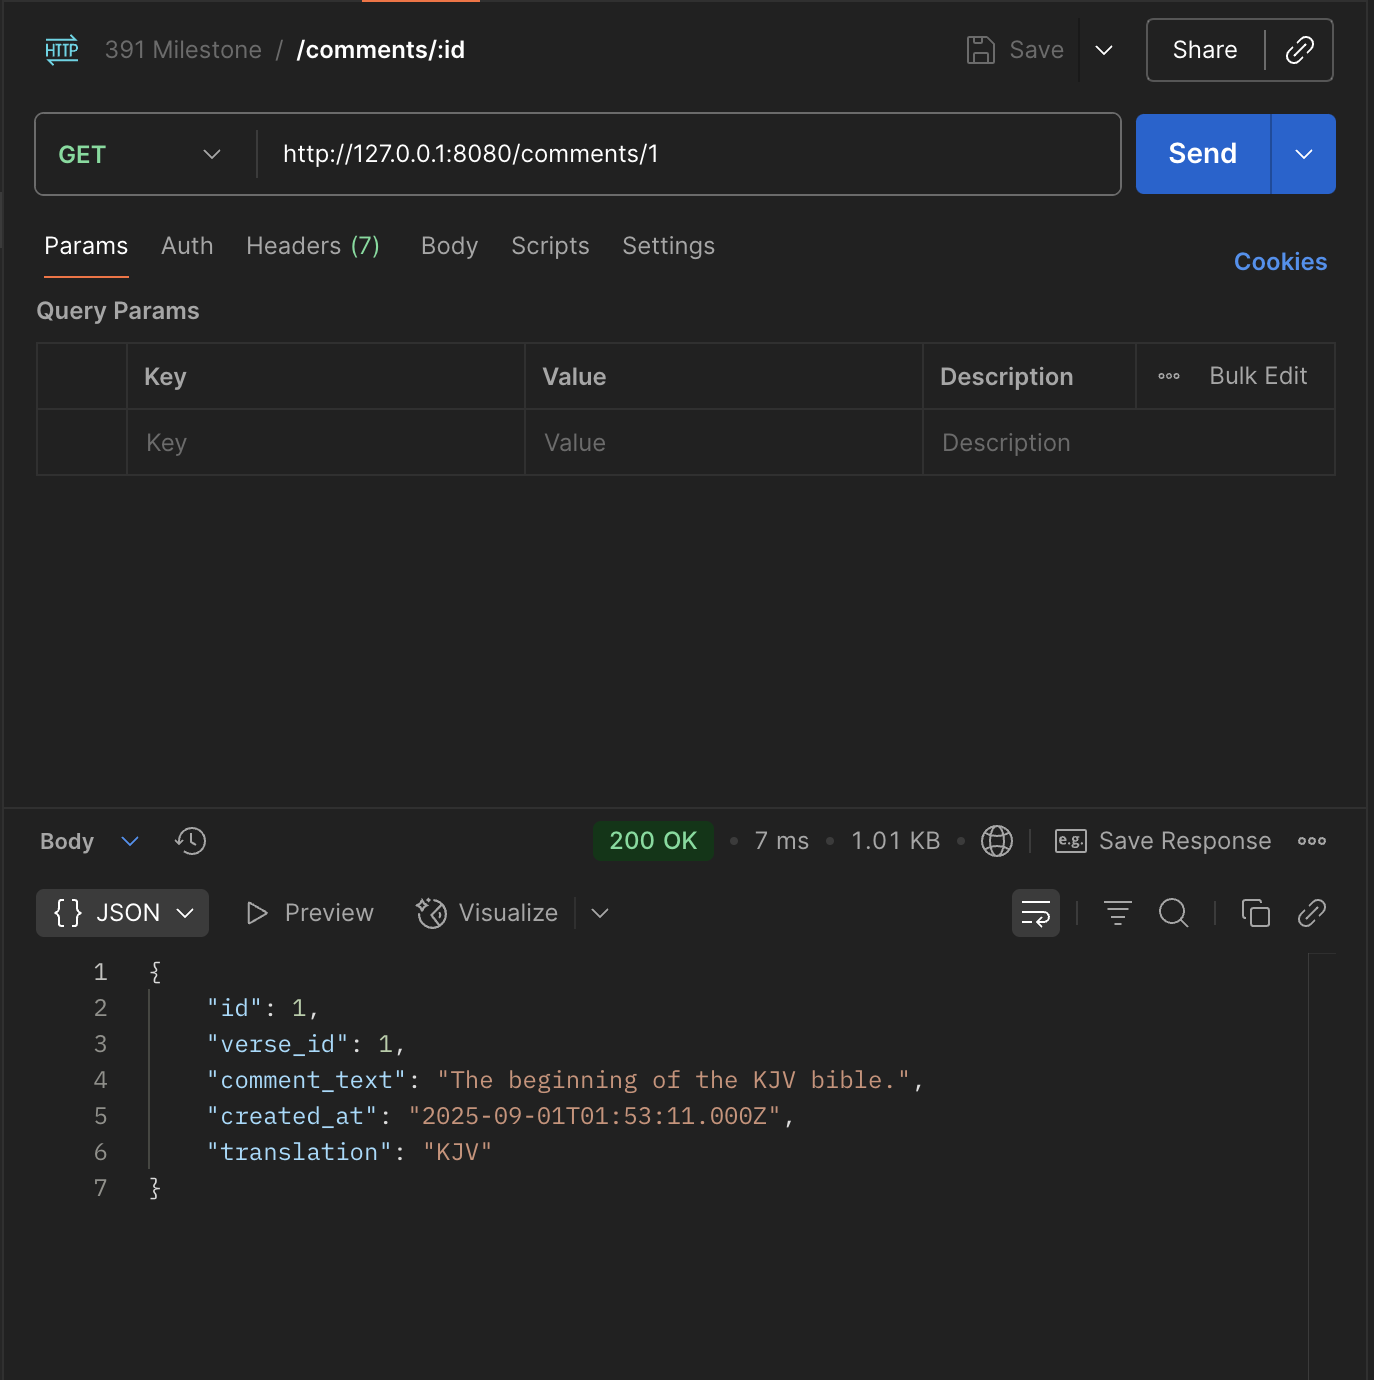 HTTP 391 Milestone / /comments/:id Save Share
GET http://127.0.0.1:8080/comments/1 Send
Params Auth Headers (7) Body Scripts Settings
Cookies
Query Params
Key Value Description Bulk Edit
Key Value Description
Body 200 OK • 7 ms • 1.01 KB • e.g. Save Response
{} JSON Preview Visualize
1 {
2 "id": 1,
3 "verse_id": 1,
4 "comment_text": "The beginning of the KJV bible.",
5 "created_at": "2025-09-01T01:53:11.000Z",
6 "translation": "KJV"
7 }